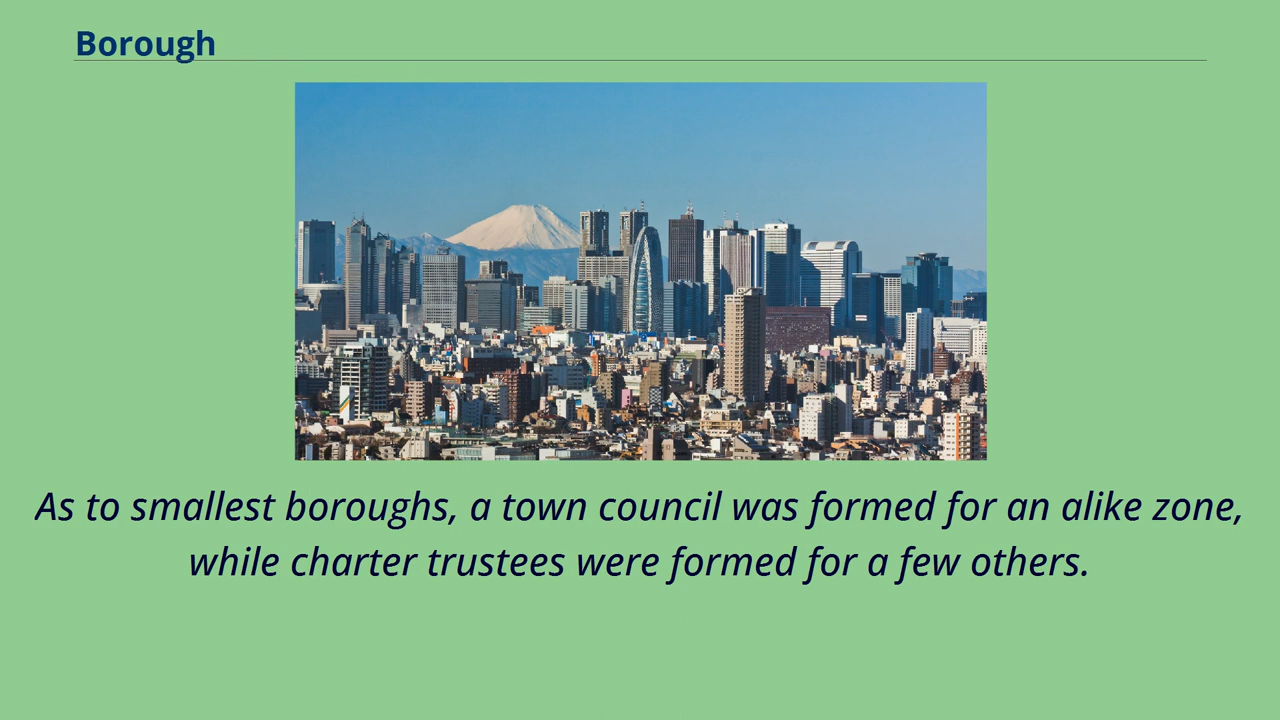 Borough
As to smallest boroughs, a town council was formed for an alike zone,
while charter trustees were formed for a few others.